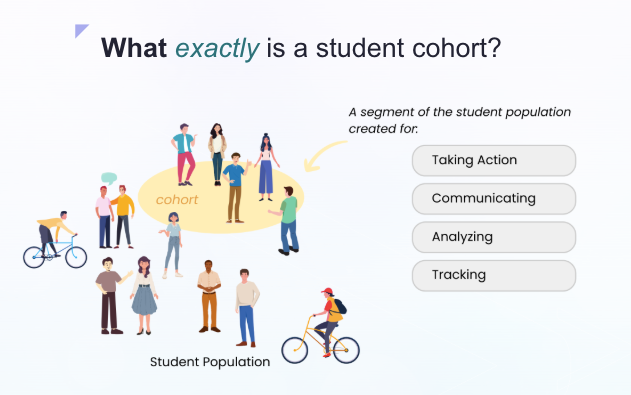 What exactly is a student cohort?
A segment of the student population
created for:
Taking Action
Communicating
Analyzing
Tracking
cohort
Student Population